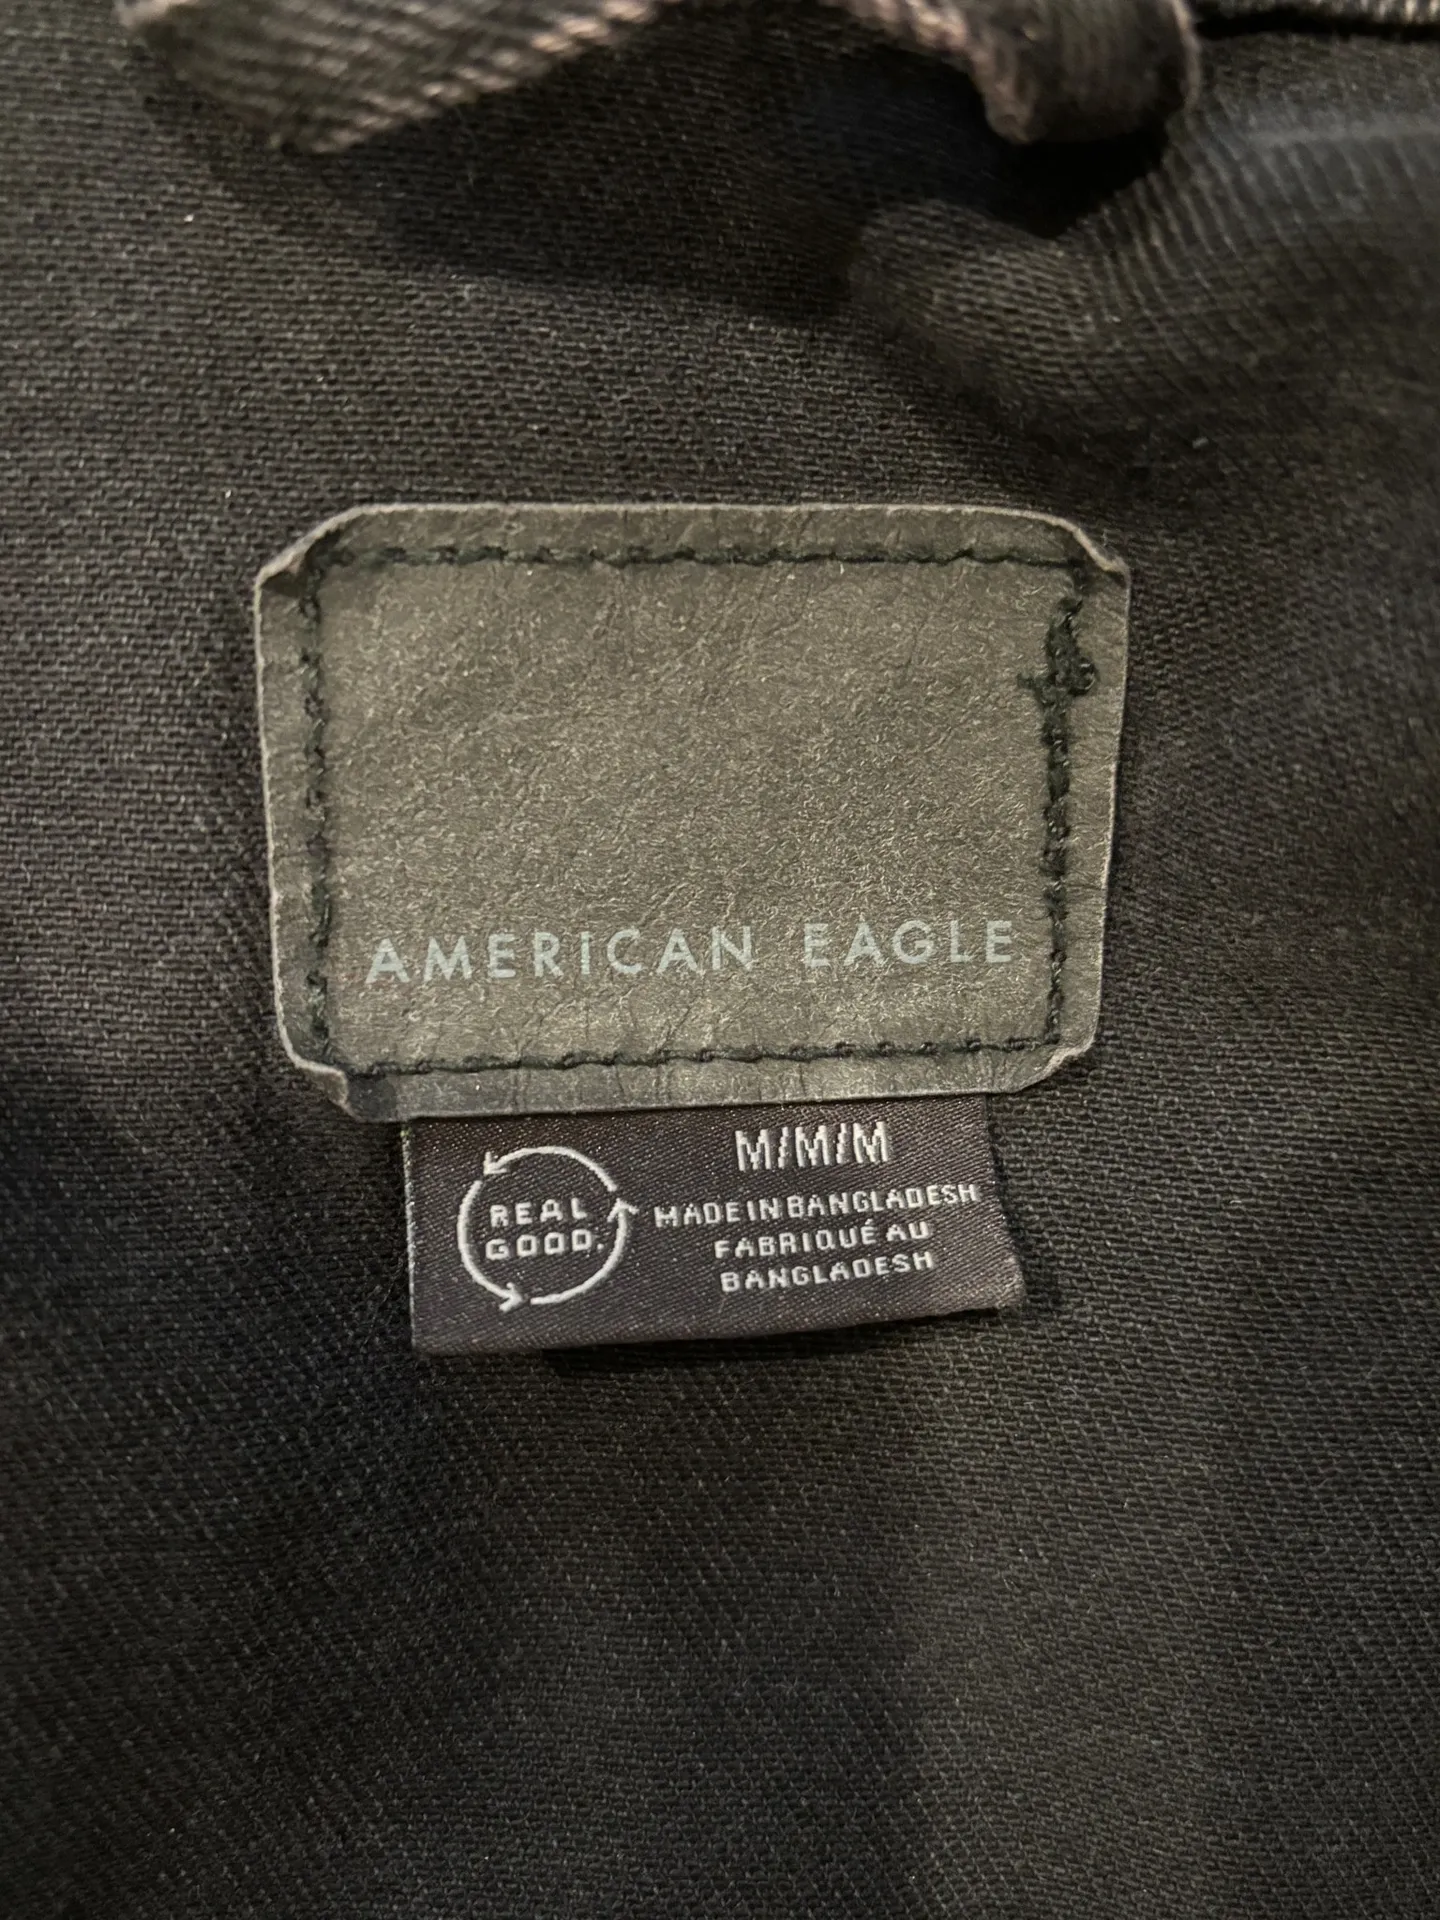 AMERICAN EAGLE
REAL
GOOD.
M/M/M
MADE IN BANGLADESH
FABRIQUÉ AU
BANGLADESH